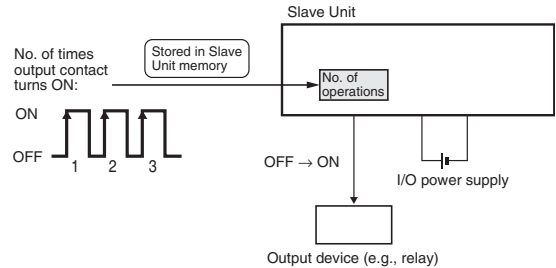 Slave Unit
No. of times
output contact
turns ON:
Stored in Slave
Unit memory
No. of
operations
ON
OFF
1 2 3
OFF → ON
I/O power supply
Output device (e.g., relay)